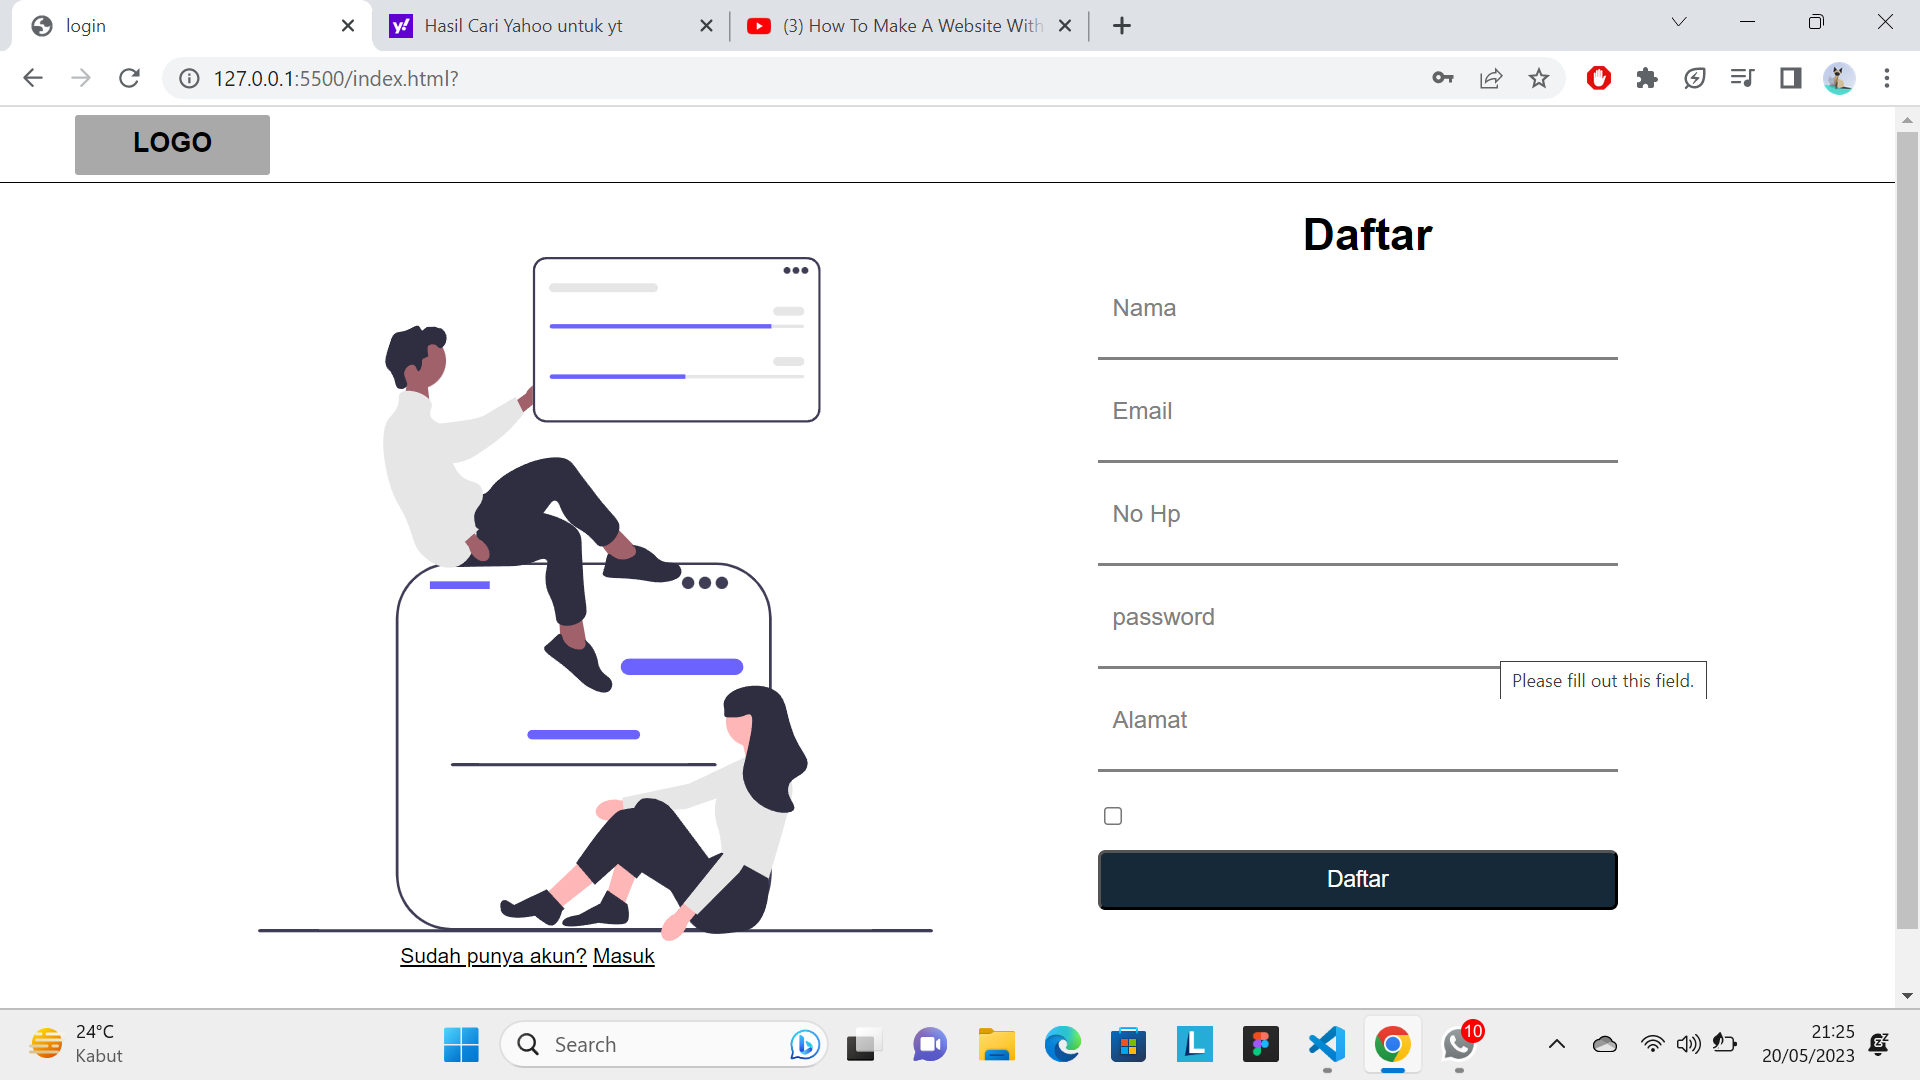 login
Hasil Cari Yahoo untuk yt
(3) How To Make A Website With
127.0.0.1:5500/index.html?
LOGO
Daftar
Nama
Email
No Hp
password
Please fill out this field.
Alamat
Daftar
Sudah punya akun? Masuk
24°C
Kabut
Search
10
21:25
20/05/2023